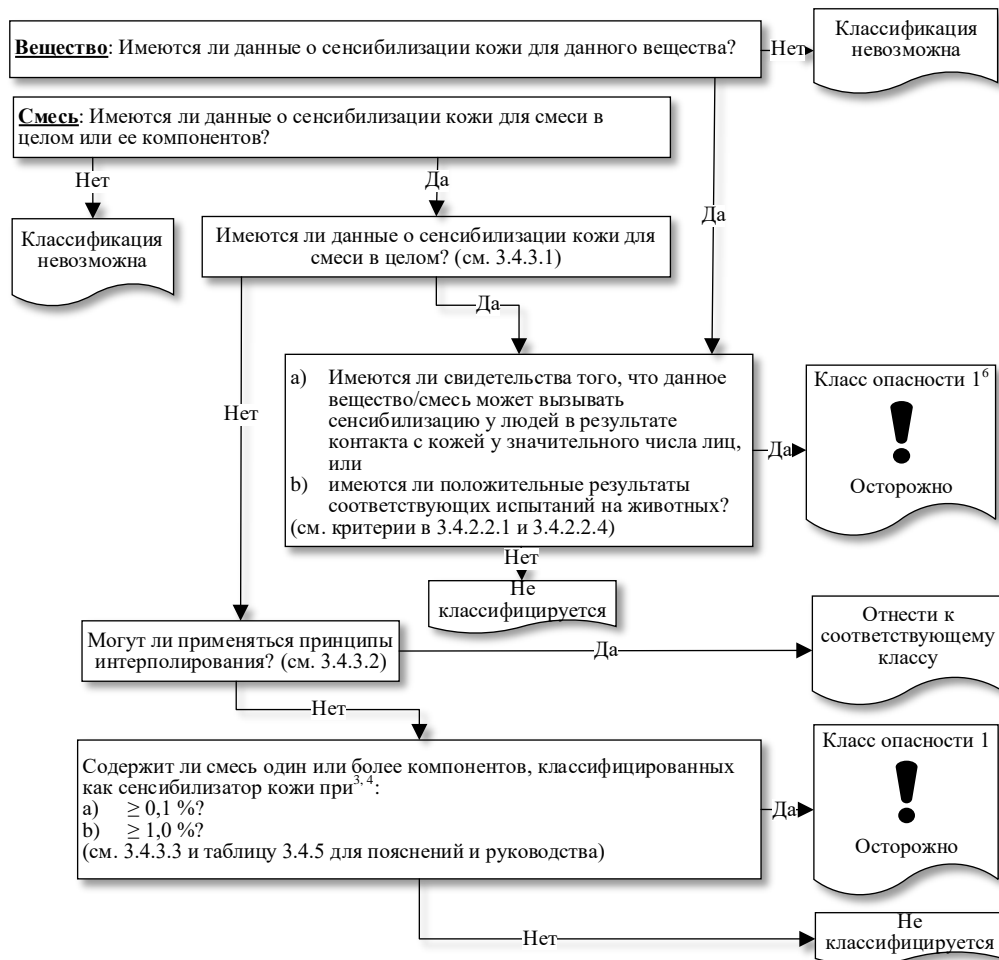 Вещество: Имеются ли данные о сенсибилизации кожи для данного вещества?
Нет
Классификация
невозможна
Смесь: Имеются ли данные о сенсибилизации кожи для смеси в
целом или ее компонентов?
Нет
Да
Да
Классификация
невозможна
Имеются ли данные о сенсибилизации кожи для
смеси в целом? (см. 3.4.3.1)
Да
Нет
a) Имеются ли свидетельства того, что данное
вещество/смесь может вызывать
сенсибилизацию у людей в результате
контакта с кожей у значительного числа лиц,
или
b) имеются ли положительные результаты
соответствующих испытаний на животных?
(см. критерии в 3.4.2.2.1 и 3.4.2.2.4)
Да
Класс опасности 1⁶
!
Осторожно
Нет
Не
классифицируется
Могут ли применяться принципы
интерполирования? (см. 3.4.3.2)
Да
Отнести к
соответствующему
классу
Нет
Содержит ли смесь один или более компонентов, классифицированных
как сенсибилизатор кожи при³, ⁴:
a) ≥ 0,1 %?
b) ≥ 1,0 %?
(см. 3.4.3.3 и таблицу 3.4.5 для пояснений и руководства)
Да
Класс опасности 1
!
Осторожно
Нет
Не
классифицируется